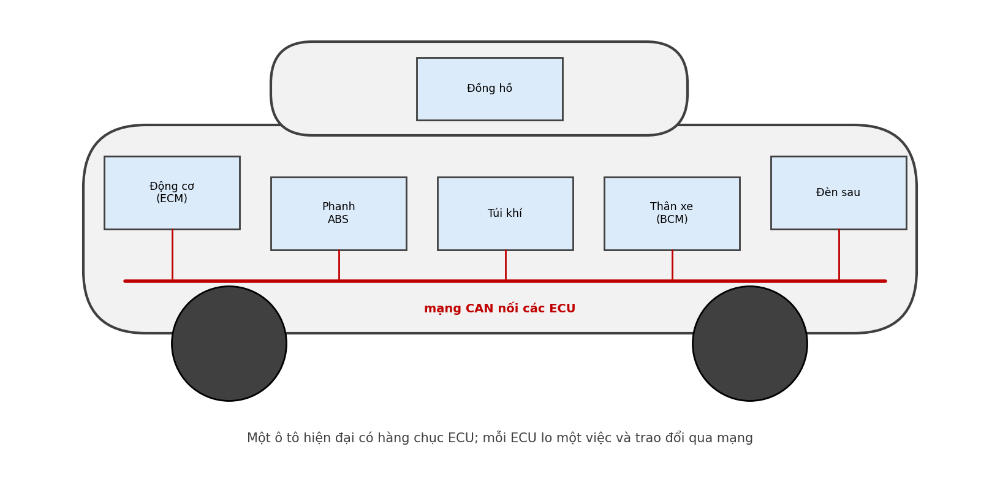 Đồng hồ
Động cơ
(ECM)
Phanh
ABS
Túi khí
Thân xe
(BCM)
Đèn sau
mạng CAN nối các ECU
Một ô tô hiện đại có hàng chục ECU; mỗi ECU lo một việc và trao đổi qua mạng